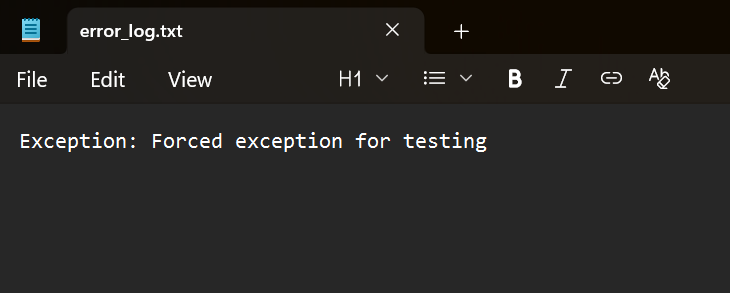 error_log.txt
File Edit View H1 B I
Exception: Forced exception for testing